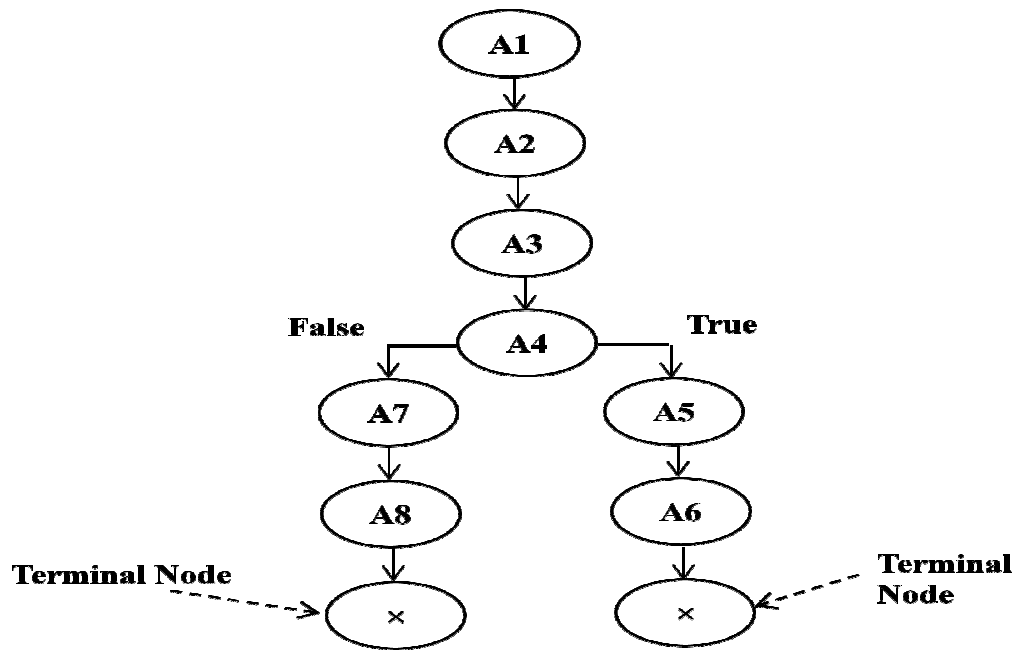 A1
A2
A3
False
True
A4
A7
A5
A8
A6
Terminal Node
Terminal
Node
×
×